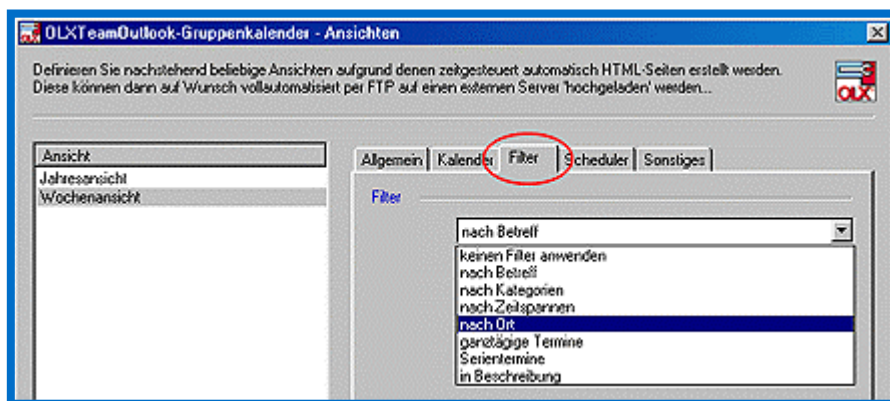 OLXTeamOutlook-Gruppenkalender - Ansichten
Definieren Sie nachstehend beliebige Ansichten aufgrund denen zeitgesteuert automatisch HTML-Seiten erstellt werden.
Diese können dann auf Wunsch vollautomatisiert per FTP auf einen externen Server 'hochgeladen' werden...
OLX
Ansicht
Jahresansicht
Wochenansicht
Allgemein Kalender Filter Scheduler Sonstiges
Filter
nach Betreff
keinen Filter anwenden
nach Betreff
nach Kategorien
nach Zeitspannen
nach Ort
ganztägige Termine
Serientermine
in Beschreibung